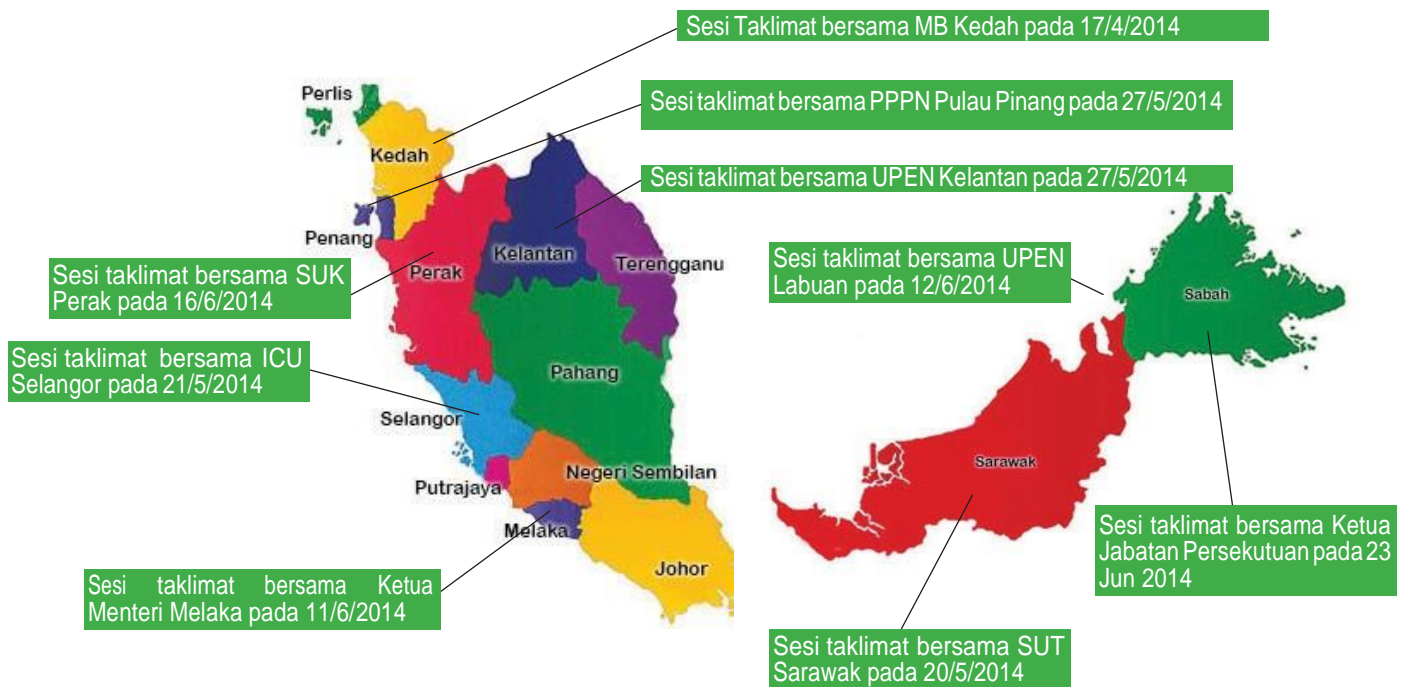 Sesi Taklimat bersama MB Kedah pada 17/4/2014
Perlis
Sesi taklimat bersama PPPN Pulau Pinang pada 27/5/2014
Kedah
Sesi taklimat bersama UPEN Kelantan pada 27/5/2014
Penang
Kelantan
Terengganu
Perak
Sesi taklimat bersama SUK
Perak pada 16/6/2014
Sesi taklimat bersama UPEN
Labuan pada 12/6/2014
Sabah
Sesi taklimat bersama ICU
Selangor pada 21/5/2014
Pahang
Selangor
Sarawak
Negeri Sembilan
Putrajaya
Melaka
Johor
Sesi taklimat bersama Ketua
Jabatan Persekutuan pada 23
Jun 2014
Sesi taklimat bersama Ketua
Menteri Melaka pada 11/6/2014
Sesi taklimat bersama SUT
Sarawak pada 20/5/2014